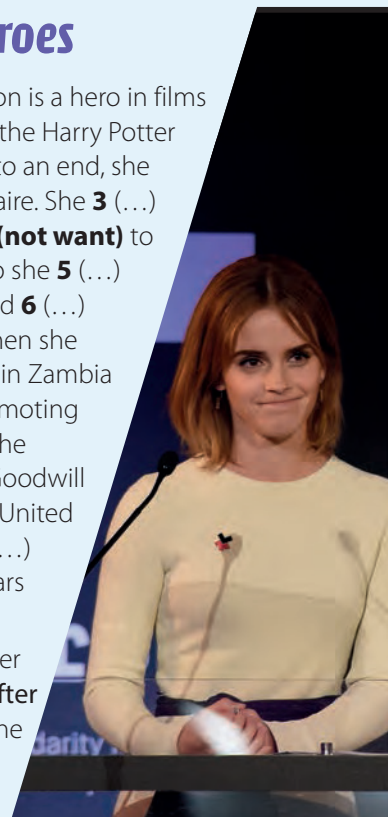 roes
on is a hero in films
the Harry Potter
to an end, she
aire. She 3 (…)
(not want) to
o she 5 (…)
d 6 (…)
hen she
in Zambia
moting
he
Goodwill
United
…)
ars
er
fter
he
C
darity